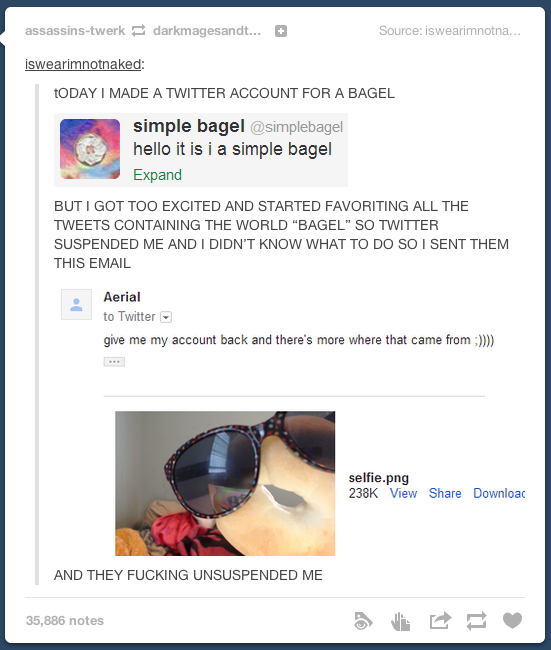 assassins-twerk darkmagesandt... Source: iswearimnotna...
iswearimnotnaked:
tODAY I MADE A TWITTER ACCOUNT FOR A BAGEL
simple bagel @simplebagel
hello it is i a simple bagel
Expand
BUT I GOT TOO EXCITED AND STARTED FAVORITING ALL THE
TWEETS CONTAINING THE WORLD “BAGEL” SO TWITTER
SUSPENDED ME AND I DIDN’T KNOW WHAT TO DO SO I SENT THEM
THIS EMAIL
Aerial
to Twitter
give me my account back and there's more where that came from ;))))
selfie.png
238K View Share Downloac
AND THEY FUCKING UNSUSPENDED ME
35,886 notes